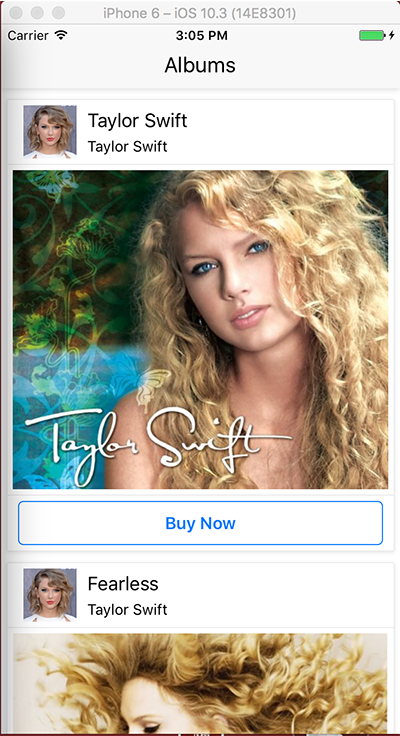 iPhone 6 – iOS 10.3 (14E8301)
Carrier 3:05 PM
Albums
Taylor Swift
Taylor Swift
Taylor Swift
Buy Now
Fearless
Taylor Swift